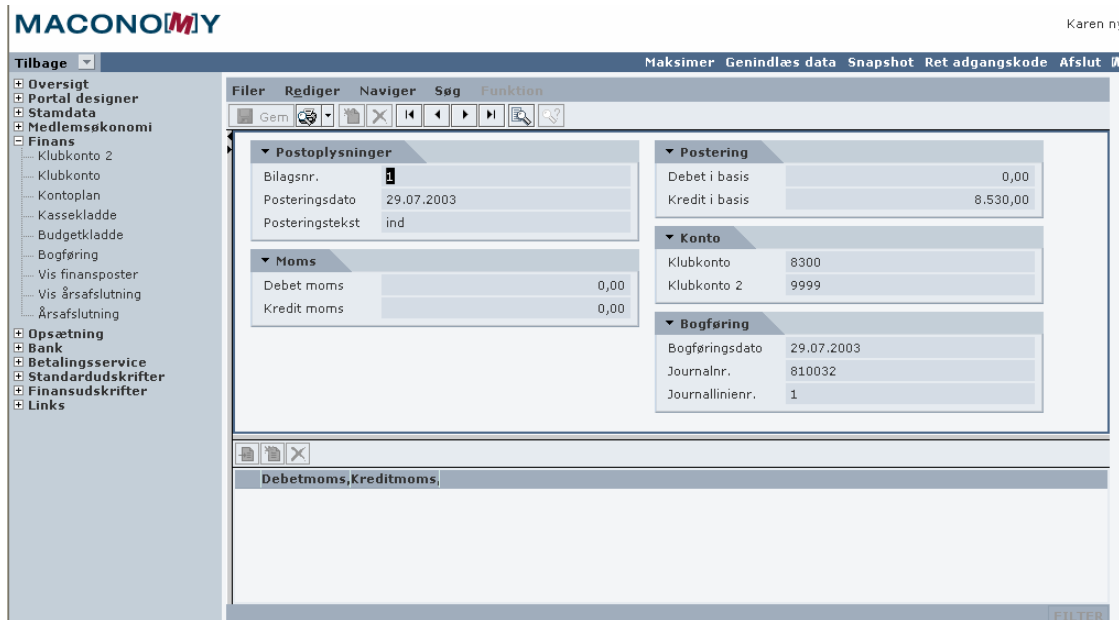 MACONO[M]Y
Karen ny
Tilbage
Maksimer Genindlæs data Snapshot Ret adgangskode Afslut
Oversigt
Portal designer
Stamdata
Medlemsøkonomi
Finans
Klubkonto 2
Klubkonto
Kontoplan
Kassekladde
Budgetkladde
Bogføring
Vis finansposter
Vis årsafslutning
Årsafslutning
Opsætning
Bank
Betalingsservice
Standardudskrifter
Finansudskrifter
Links
Filer Rediger Naviger Søg Funktion
Gem
Postoplysninger
Bilagsnr. 1
Posteringsdato 29.07.2003
Posteringstekst ind
Moms
Debet moms 0,00
Kredit moms 0,00
Postering
Debet i basis 0,00
Kredit i basis 8.530,00
Konto
Klubkonto 8300
Klubkonto 2 9999
Bogføring
Bogføringsdato 29.07.2003
Journalnr. 810032
Journallinienr. 1
Debetmoms,Kreditmoms,
FILTER